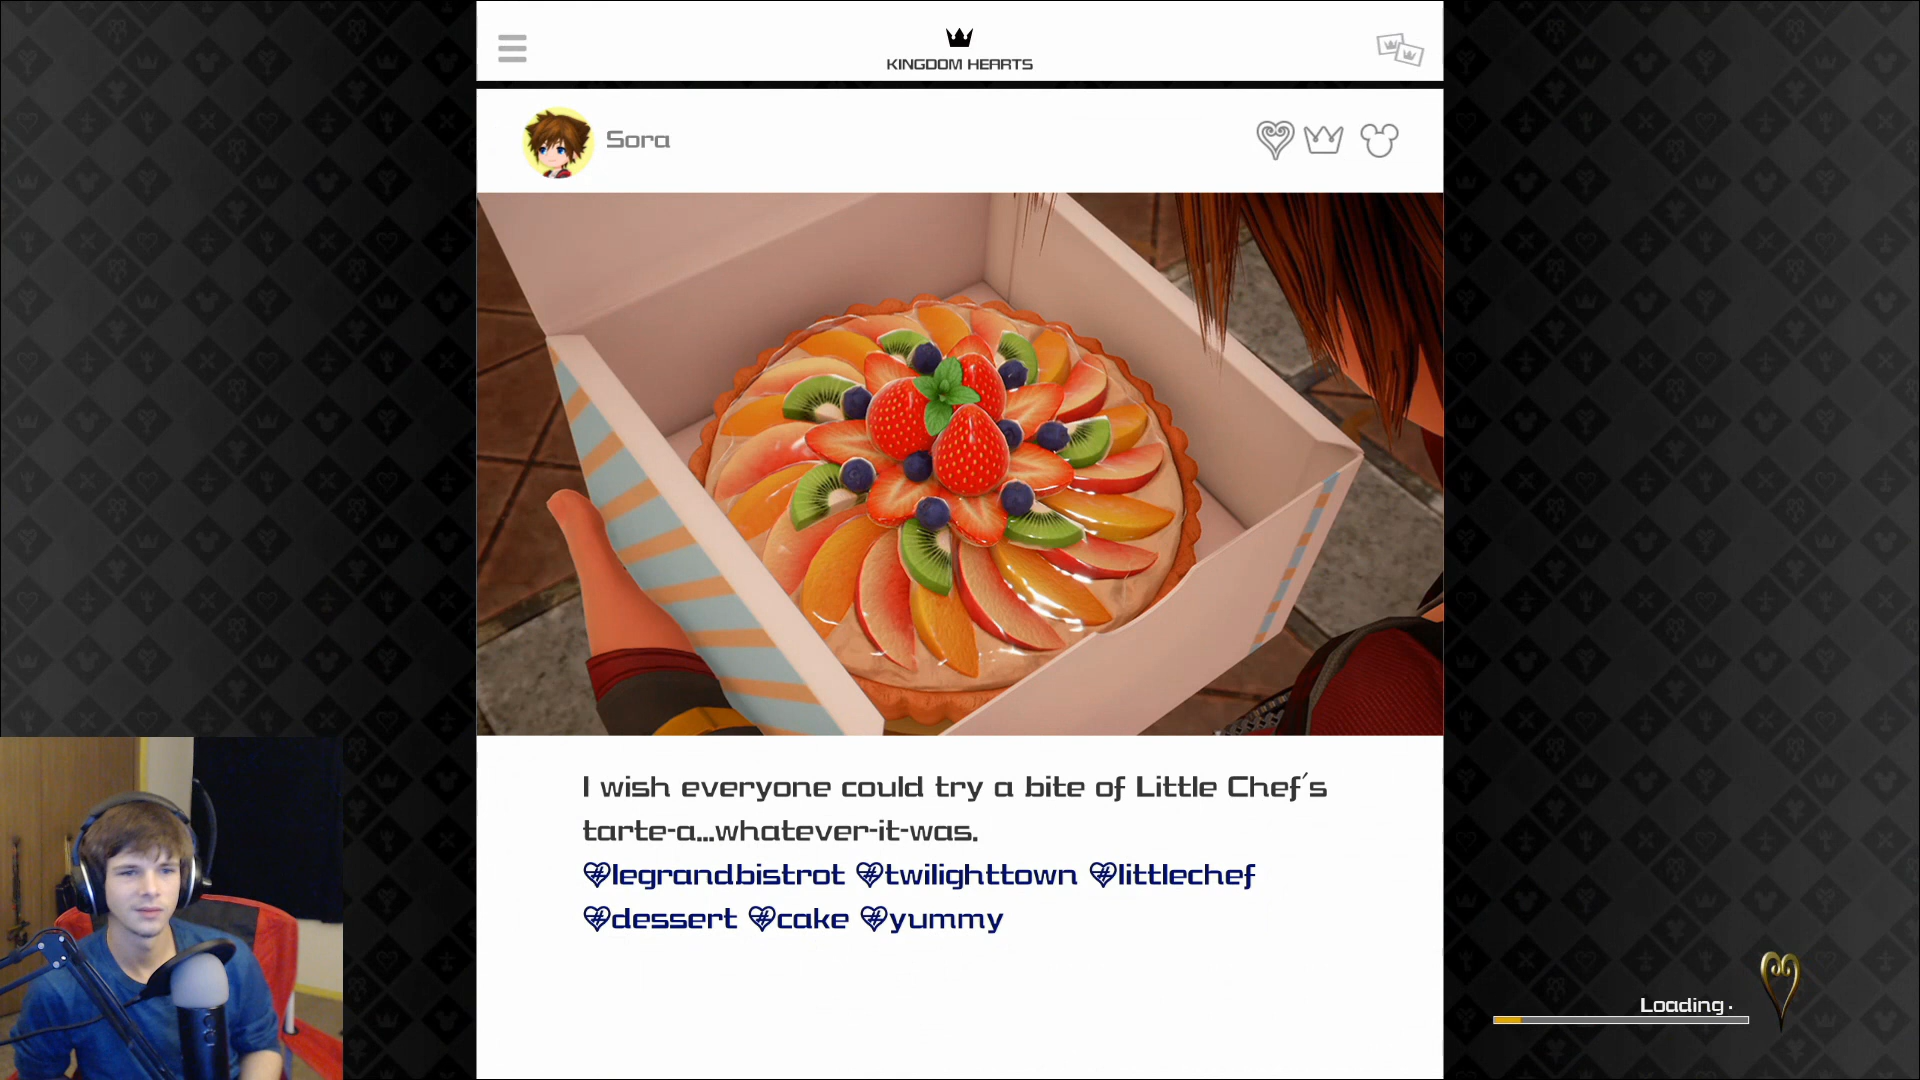 KINGDOM HEARTS
Sora
I wish everyone could try a bite of Little Chef's
tarte-a...whatever-it-was.
#legrandbistrot #twilighttown #littlechef
#dessert #cake #yummy
Loading.